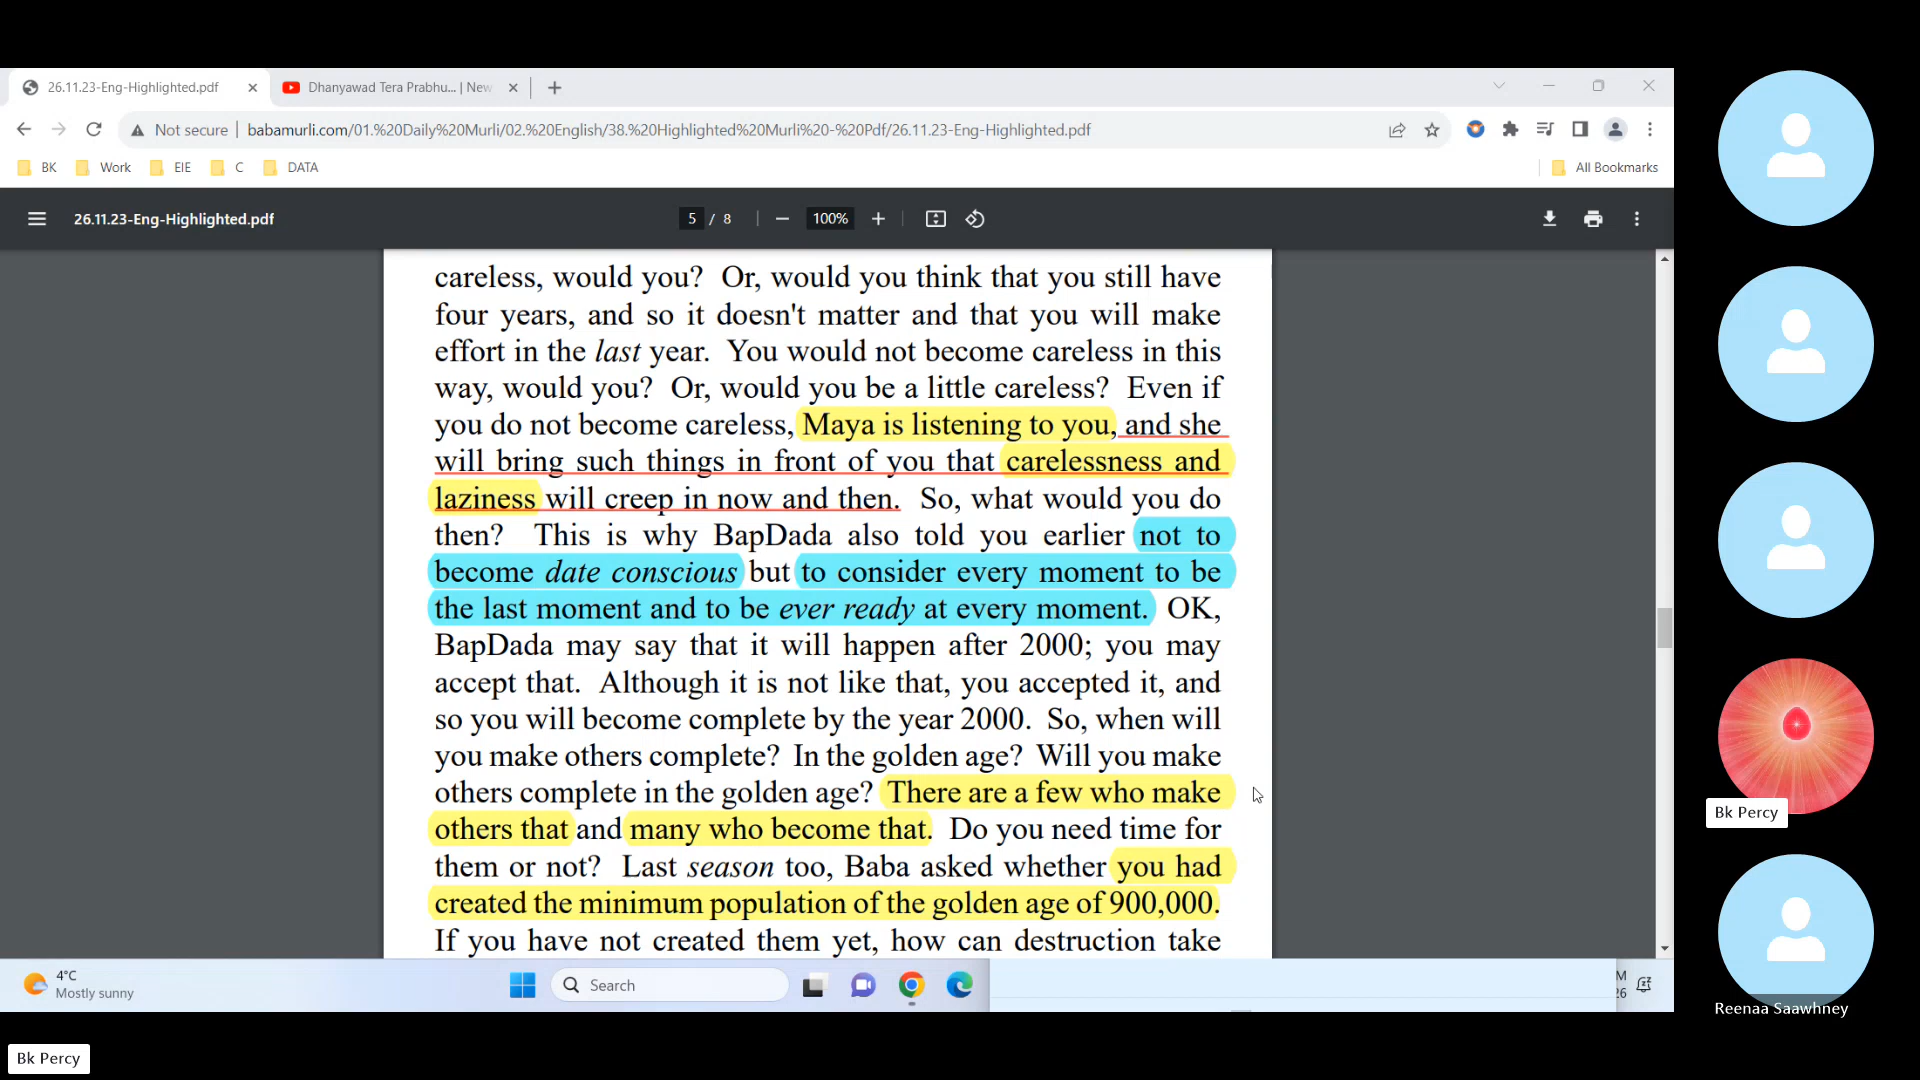 26.11.23-Eng-Highlighted.pdf
Dhanyawad Tera Prabhu... | New
Not secure
babamurli.com/01.%20Daily%20Murli/02.%20English/38.%20Highlighted%20Murli%20-%20Pdf/26.11.23-Eng-Highlighted.pdf
BK
Work
EIE
C
DATA
All Bookmarks
26.11.23-Eng-Highlighted.pdf
5 / 8
100%
careless, would you? Or, would you think that you still have
four years, and so it doesn't matter and that you will make
effort in the last year. You would not become careless in this
way, would you? Or, would you be a little careless? Even if
you do not become careless, Maya is listening to you, and she
will bring such things in front of you that carelessness and
laziness will creep in now and then. So, what would you do
then? This is why BapDada also told you earlier not to
become date conscious but to consider every moment to be
the last moment and to be ever ready at every moment. OK,
BapDada may say that it will happen after 2000; you may
accept that. Although it is not like that, you accepted it, and
so you will become complete by the year 2000. So, when will
you make others complete? In the golden age? Will you make
others complete in the golden age? There are a few who make
others that and many who become that. Do you need time for
them or not? Last season too, Baba asked whether you had
created the minimum population of the golden age of 900,000.
If you have not created them yet, how can destruction take
4°C
Mostly sunny
Search
M
26
Bk Percy
Reenaa Saawhney
Bk Percy